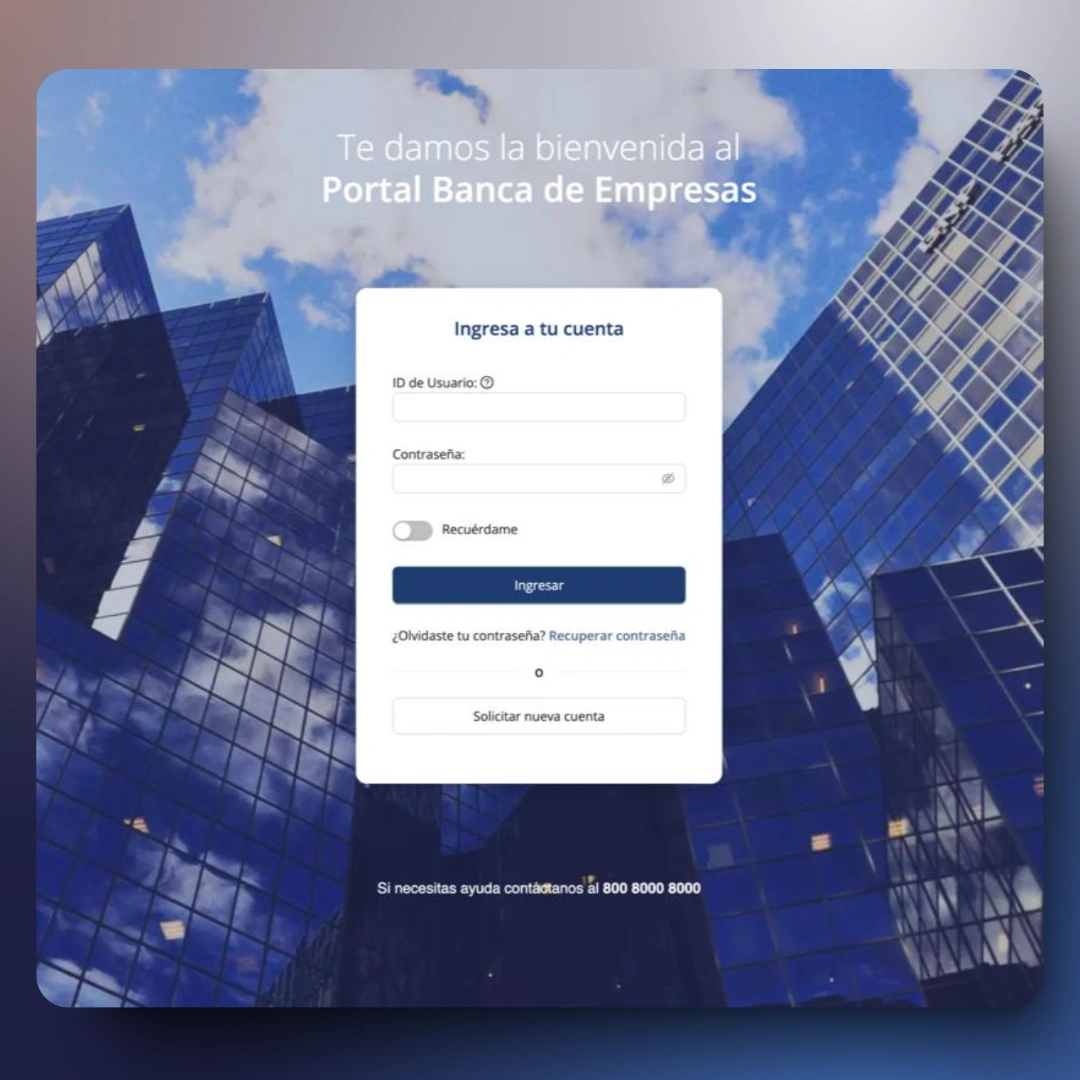 Te damos la bienvenida al
Portal Banca de Empresas
Ingresa a tu cuenta
ID de Usuario: ?
Contraseña:
Recuérdame
Ingresar
¿Olvidaste tu contraseña? Recuperar contraseña
o
Solicitar nueva cuenta
Si necesitas ayuda contáctanos al 800 8000 8000